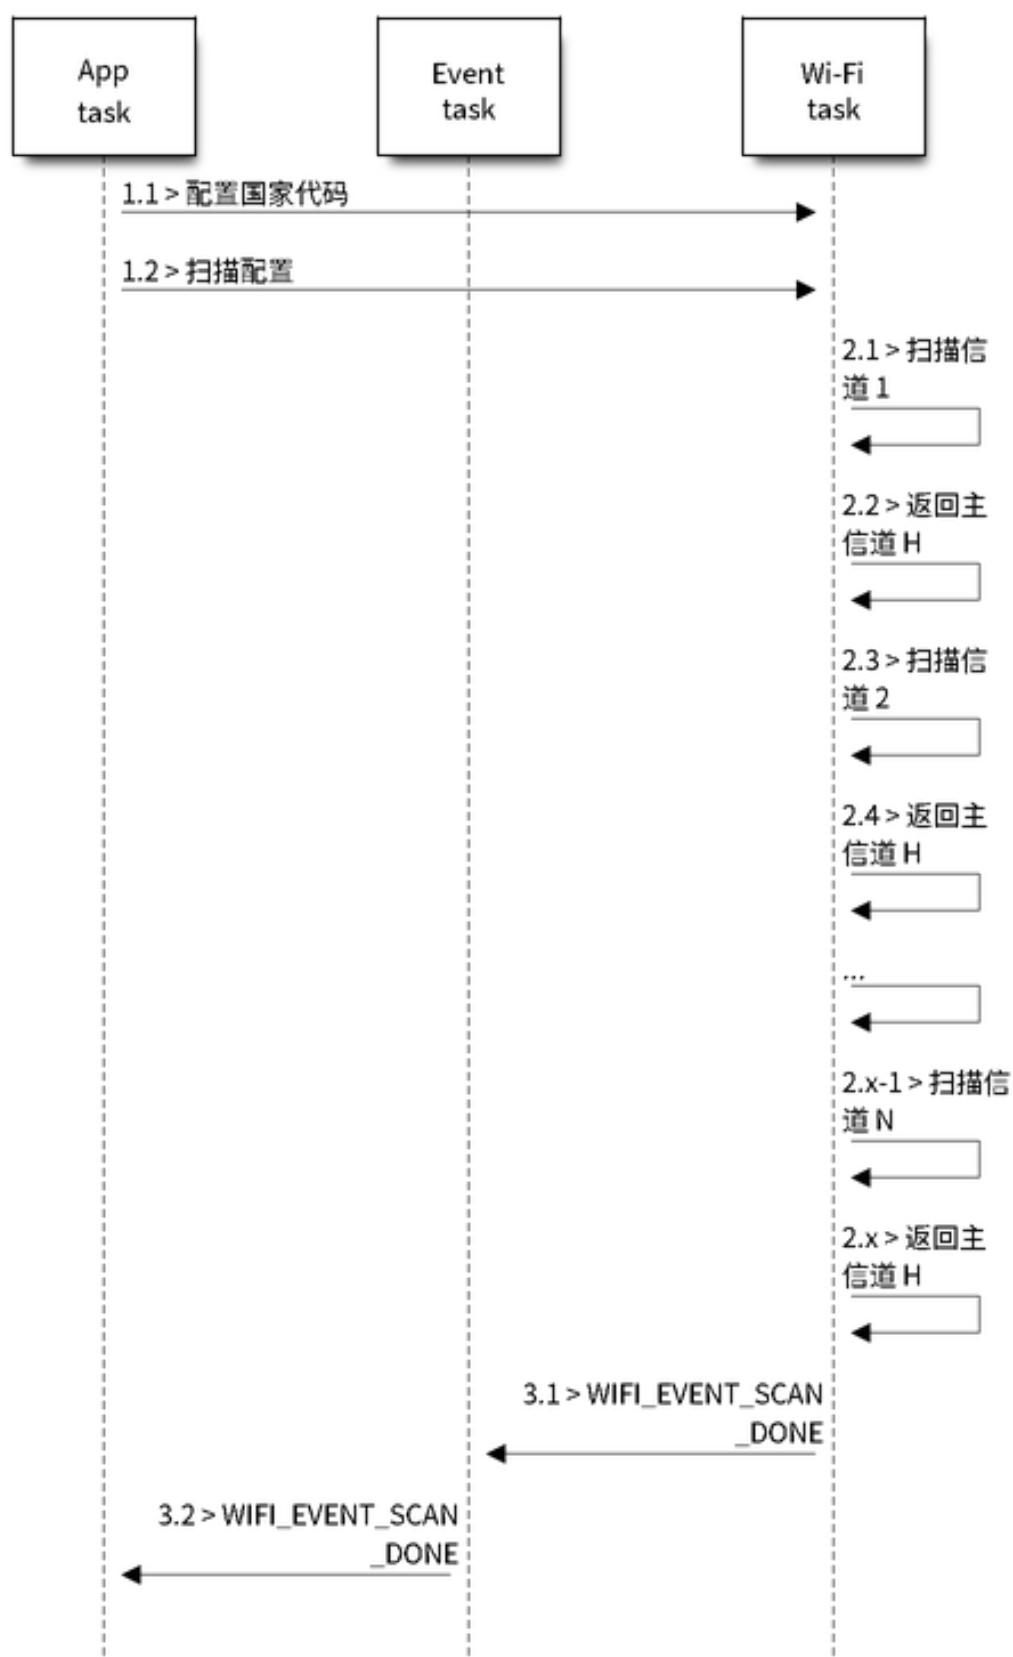 App
task
Event
task
Wi-Fi
task
1.1 > 配置国家代码
1.2 > 扫描配置
2.1 > 扫描信
道 1
2.2 > 返回主
信道 H
2.3 > 扫描信
道 2
2.4 > 返回主
信道 H
...
2.x-1 > 扫描信
道 N
2.x > 返回主
信道 H
3.1 > WIFI_EVENT_SCAN
_DONE
3.2 > WIFI_EVENT_SCAN
_DONE